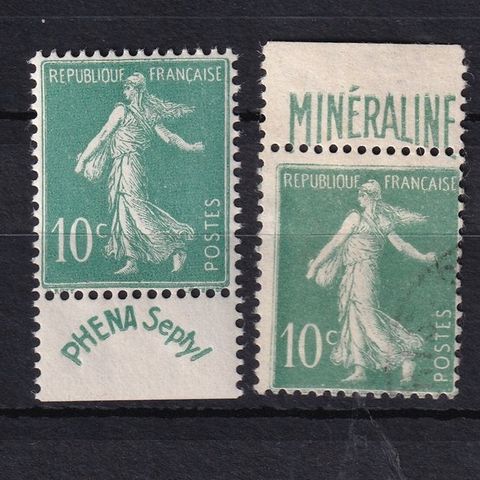 REPUBLIQUE FRANÇAISE
10c
POSTES
PHENA Septyl
MINÉRALINE
REPUBLIQUE FRANÇAISE
10c
POSTES